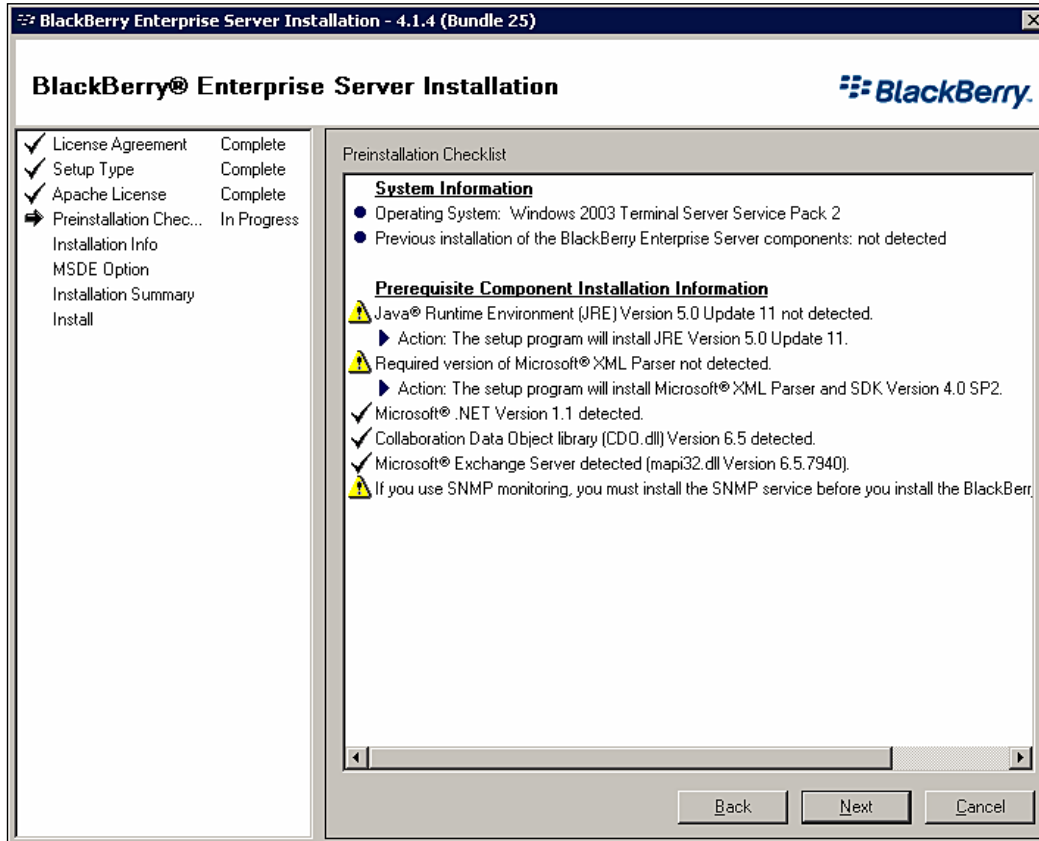 BlackBerry Enterprise Server Installation - 4.1.4 (Bundle 25)
BlackBerry® Enterprise Server Installation
BlackBerry.
License Agreement Complete
Setup Type Complete
Apache License Complete
Preinstallation Chec... In Progress
Installation Info
MSDE Option
Installation Summary
Install
Preinstallation Checklist
System Information
Operating System: Windows 2003 Terminal Server Service Pack 2
Previous installation of the BlackBerry Enterprise Server components: not detected
Prerequisite Component Installation Information
Java® Runtime Environment (JRE) Version 5.0 Update 11 not detected.
Action: The setup program will install JRE Version 5.0 Update 11.
Required version of Microsoft® XML Parser not detected.
Action: The setup program will install Microsoft® XML Parser and SDK Version 4.0 SP2.
Microsoft® .NET Version 1.1 detected.
Collaboration Data Object library (CDO.dll) Version 6.5 detected.
Microsoft® Exchange Server detected (mapi32.dll Version 6.5.7940).
If you use SNMP monitoring, you must install the SNMP service before you install the BlackBerr
Back Next Cancel